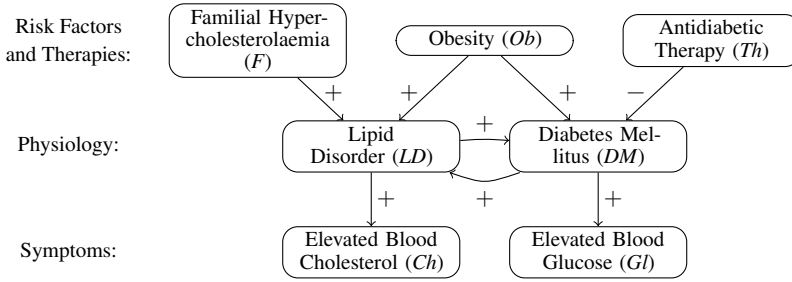 Risk Factors
and Therapies:
Familial Hyper-
cholesterolaemia
(F)
Obesity (Ob)
Antidiabetic
Therapy (Th)
+
+
+
−
Physiology:
Lipid
Disorder (LD)
+
+
Diabetes Mel-
litus (DM)
+
+
Symptoms:
Elevated Blood
Cholesterol (Ch)
Elevated Blood
Glucose (Gl)